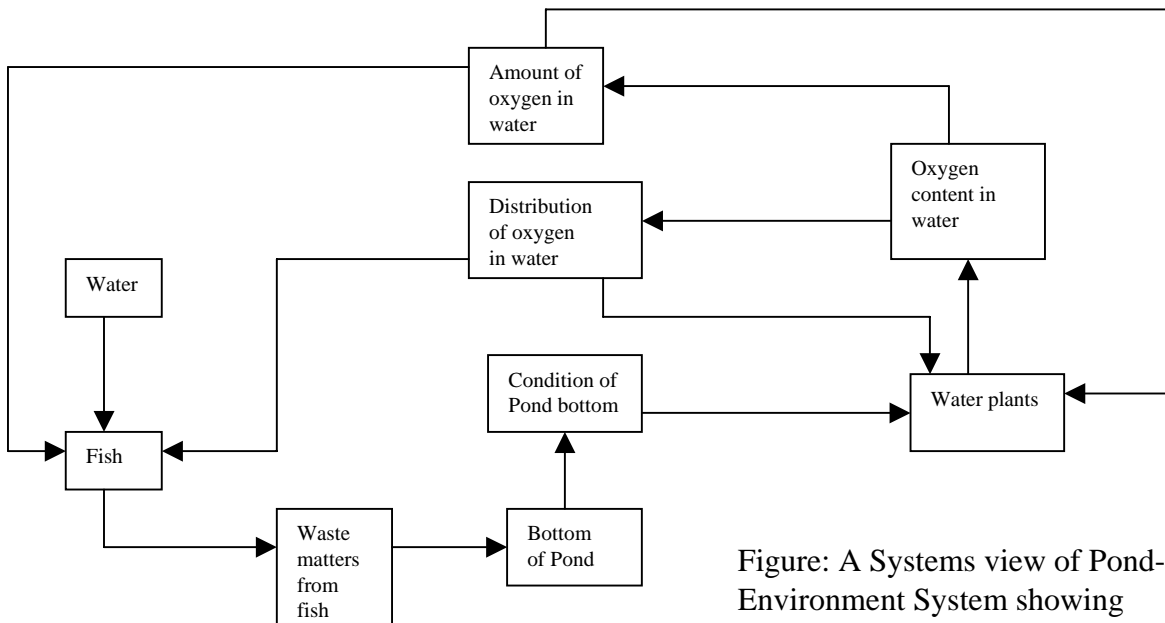 Amount of
oxygen in
water
Oxygen
content in
water
Distribution
of oxygen
in water
Water
Condition of
Pond bottom
Water plants
Fish
Waste
matters
from
fish
Bottom
of Pond
Figure: A Systems view of Pond-
Environment System showing